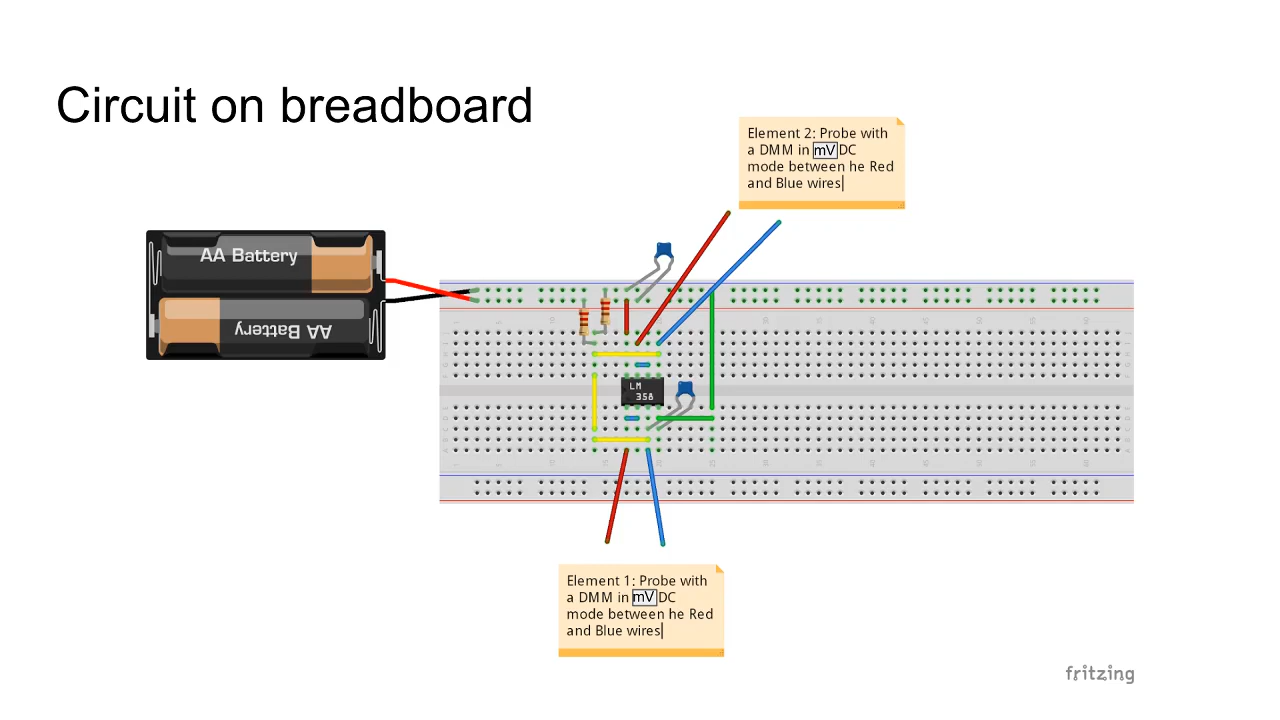 Circuit on breadboard
Element 2: Probe with
a DMM in mV DC
mode between he Red
and Blue wires
AA Battery
AA Battery
LM
358
Element 1: Probe with
a DMM in mV DC
mode between he Red
and Blue wires
fritzing